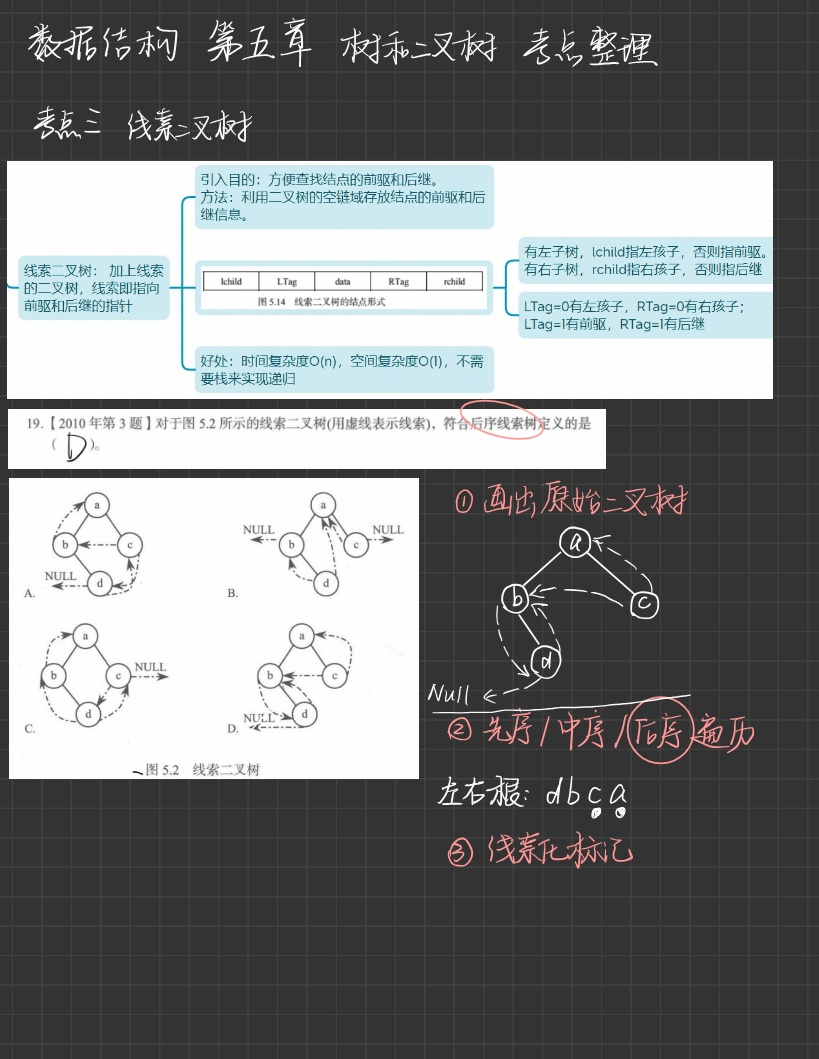 数据结构 第五章 树和二叉树 考点整理
考点三 线索二叉树
引入目的：方便查找结点的前驱和后继。
方法：利用二叉树的空链域存放结点的前驱和后
继信息。
线索二叉树： 加上线索
的二叉树，线索即指向
前驱和后继的指针
lchild LTag data RTag rchild
图 5.14 线索二叉树的结点形式
有左子树，lchild指左孩子，否则指前驱。
有右子树，rchild指右孩子，否则指后继
LTag=0有左孩子，RTag=0有右孩子；
LTag=1有前驱，RTag=1有后继
好处：时间复杂度O(n)，空间复杂度O(1)，不需
要栈来实现递归
19.【2010 年第 3 题】对于图 5.2 所示的线索二叉树(用虚线表示线索)，符合后序线索树定义的是
（ D ）。
a
b c
NULL d
A.
a
NULL b c NULL
d
B.
a
b c NULL
d
C.
a
b c
NULL d
D.
图 5.2 线索二叉树
① 画出原始二叉树
a
b c
d
Null
② 先序/中序/后序遍历
左右根: d b c a
③ 线索化标记